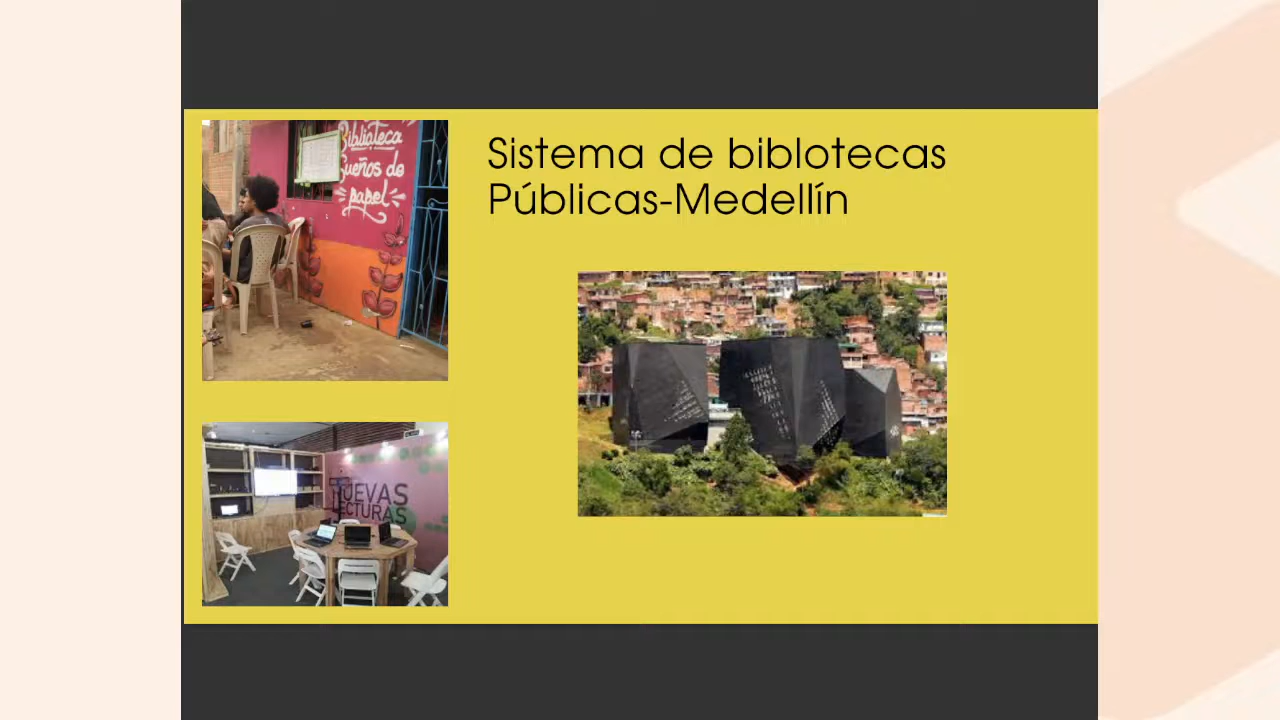 Biblioteca
Sueños de
papel
Sistema de biblotecas
Públicas-Medellín
NUEVAS
LECTURAS